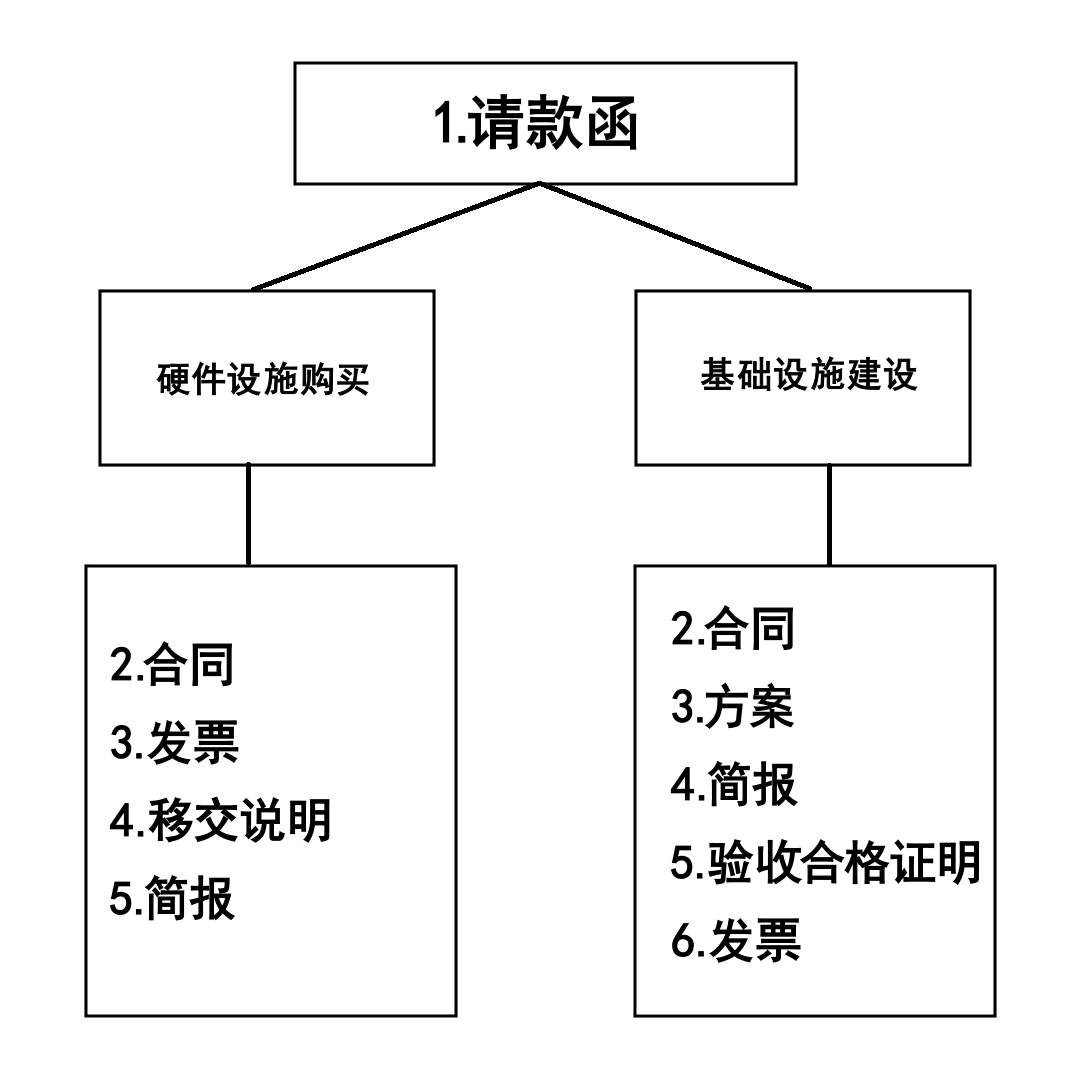 1.请款函
硬件设施购买
基础设施建设
2.合同
3.发票
4.移交说明
5.简报
2.合同
3.方案
4.简报
5.验收合格证明
6.发票